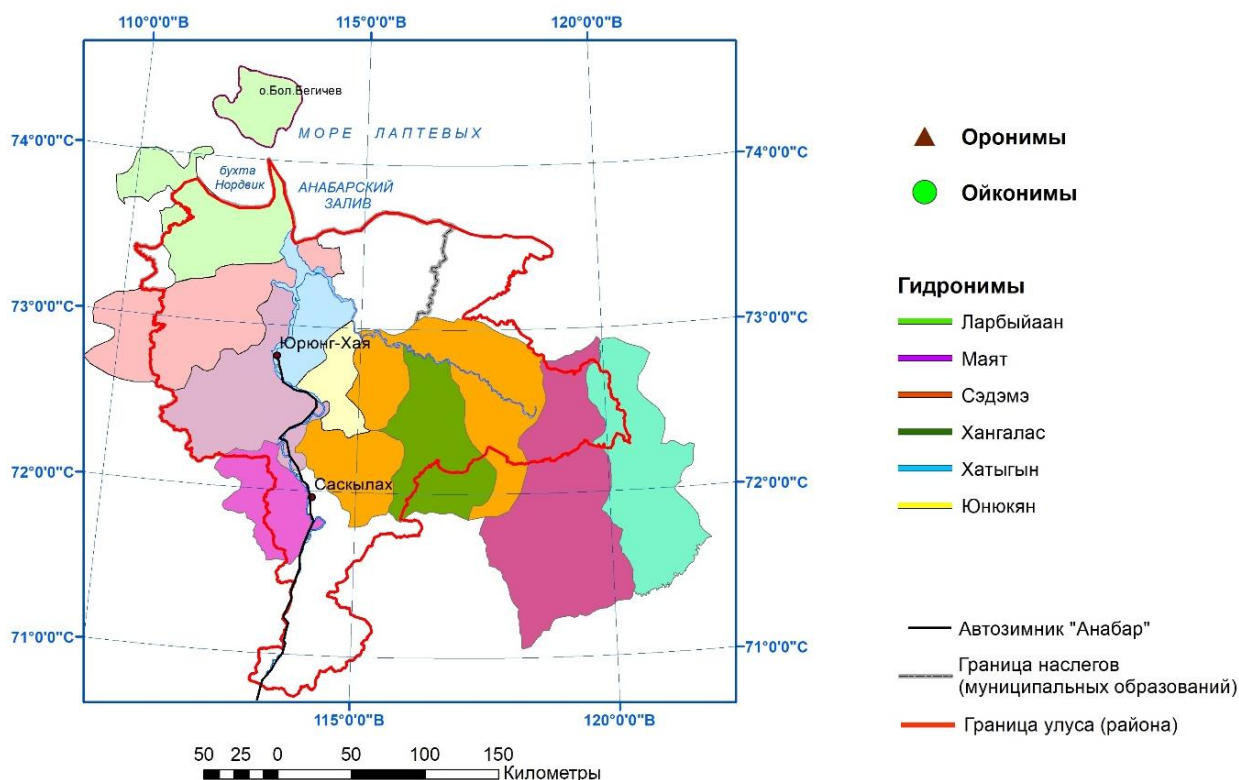 110°0'0"В
115°0'0"В
120°0'0"В
о.Бол.Бегичев
74°0'0"С
МОРЕ ЛАПТЕВЫХ
74°0'0"С
бухта
Нордвик
АНАБАРСКИЙ
ЗАЛИВ
73°0'0"С
73°0'0"С
Юрюнг-Хая
72°0'0"С
72°0'0"С
Саскылах
71°0'0"С
71°0'0"С
115°0'0"В
120°0'0"В
50 25 0 50 100 150
Километры
Оронимы
Ойконимы
Гидронимы
Ларбыйаан
Маят
Сэдэмэ
Хангалас
Хатыгын
Юнюкян
Автозимник "Анабар"
Граница наслегов
(муниципальных образований)
Граница улуса (района)